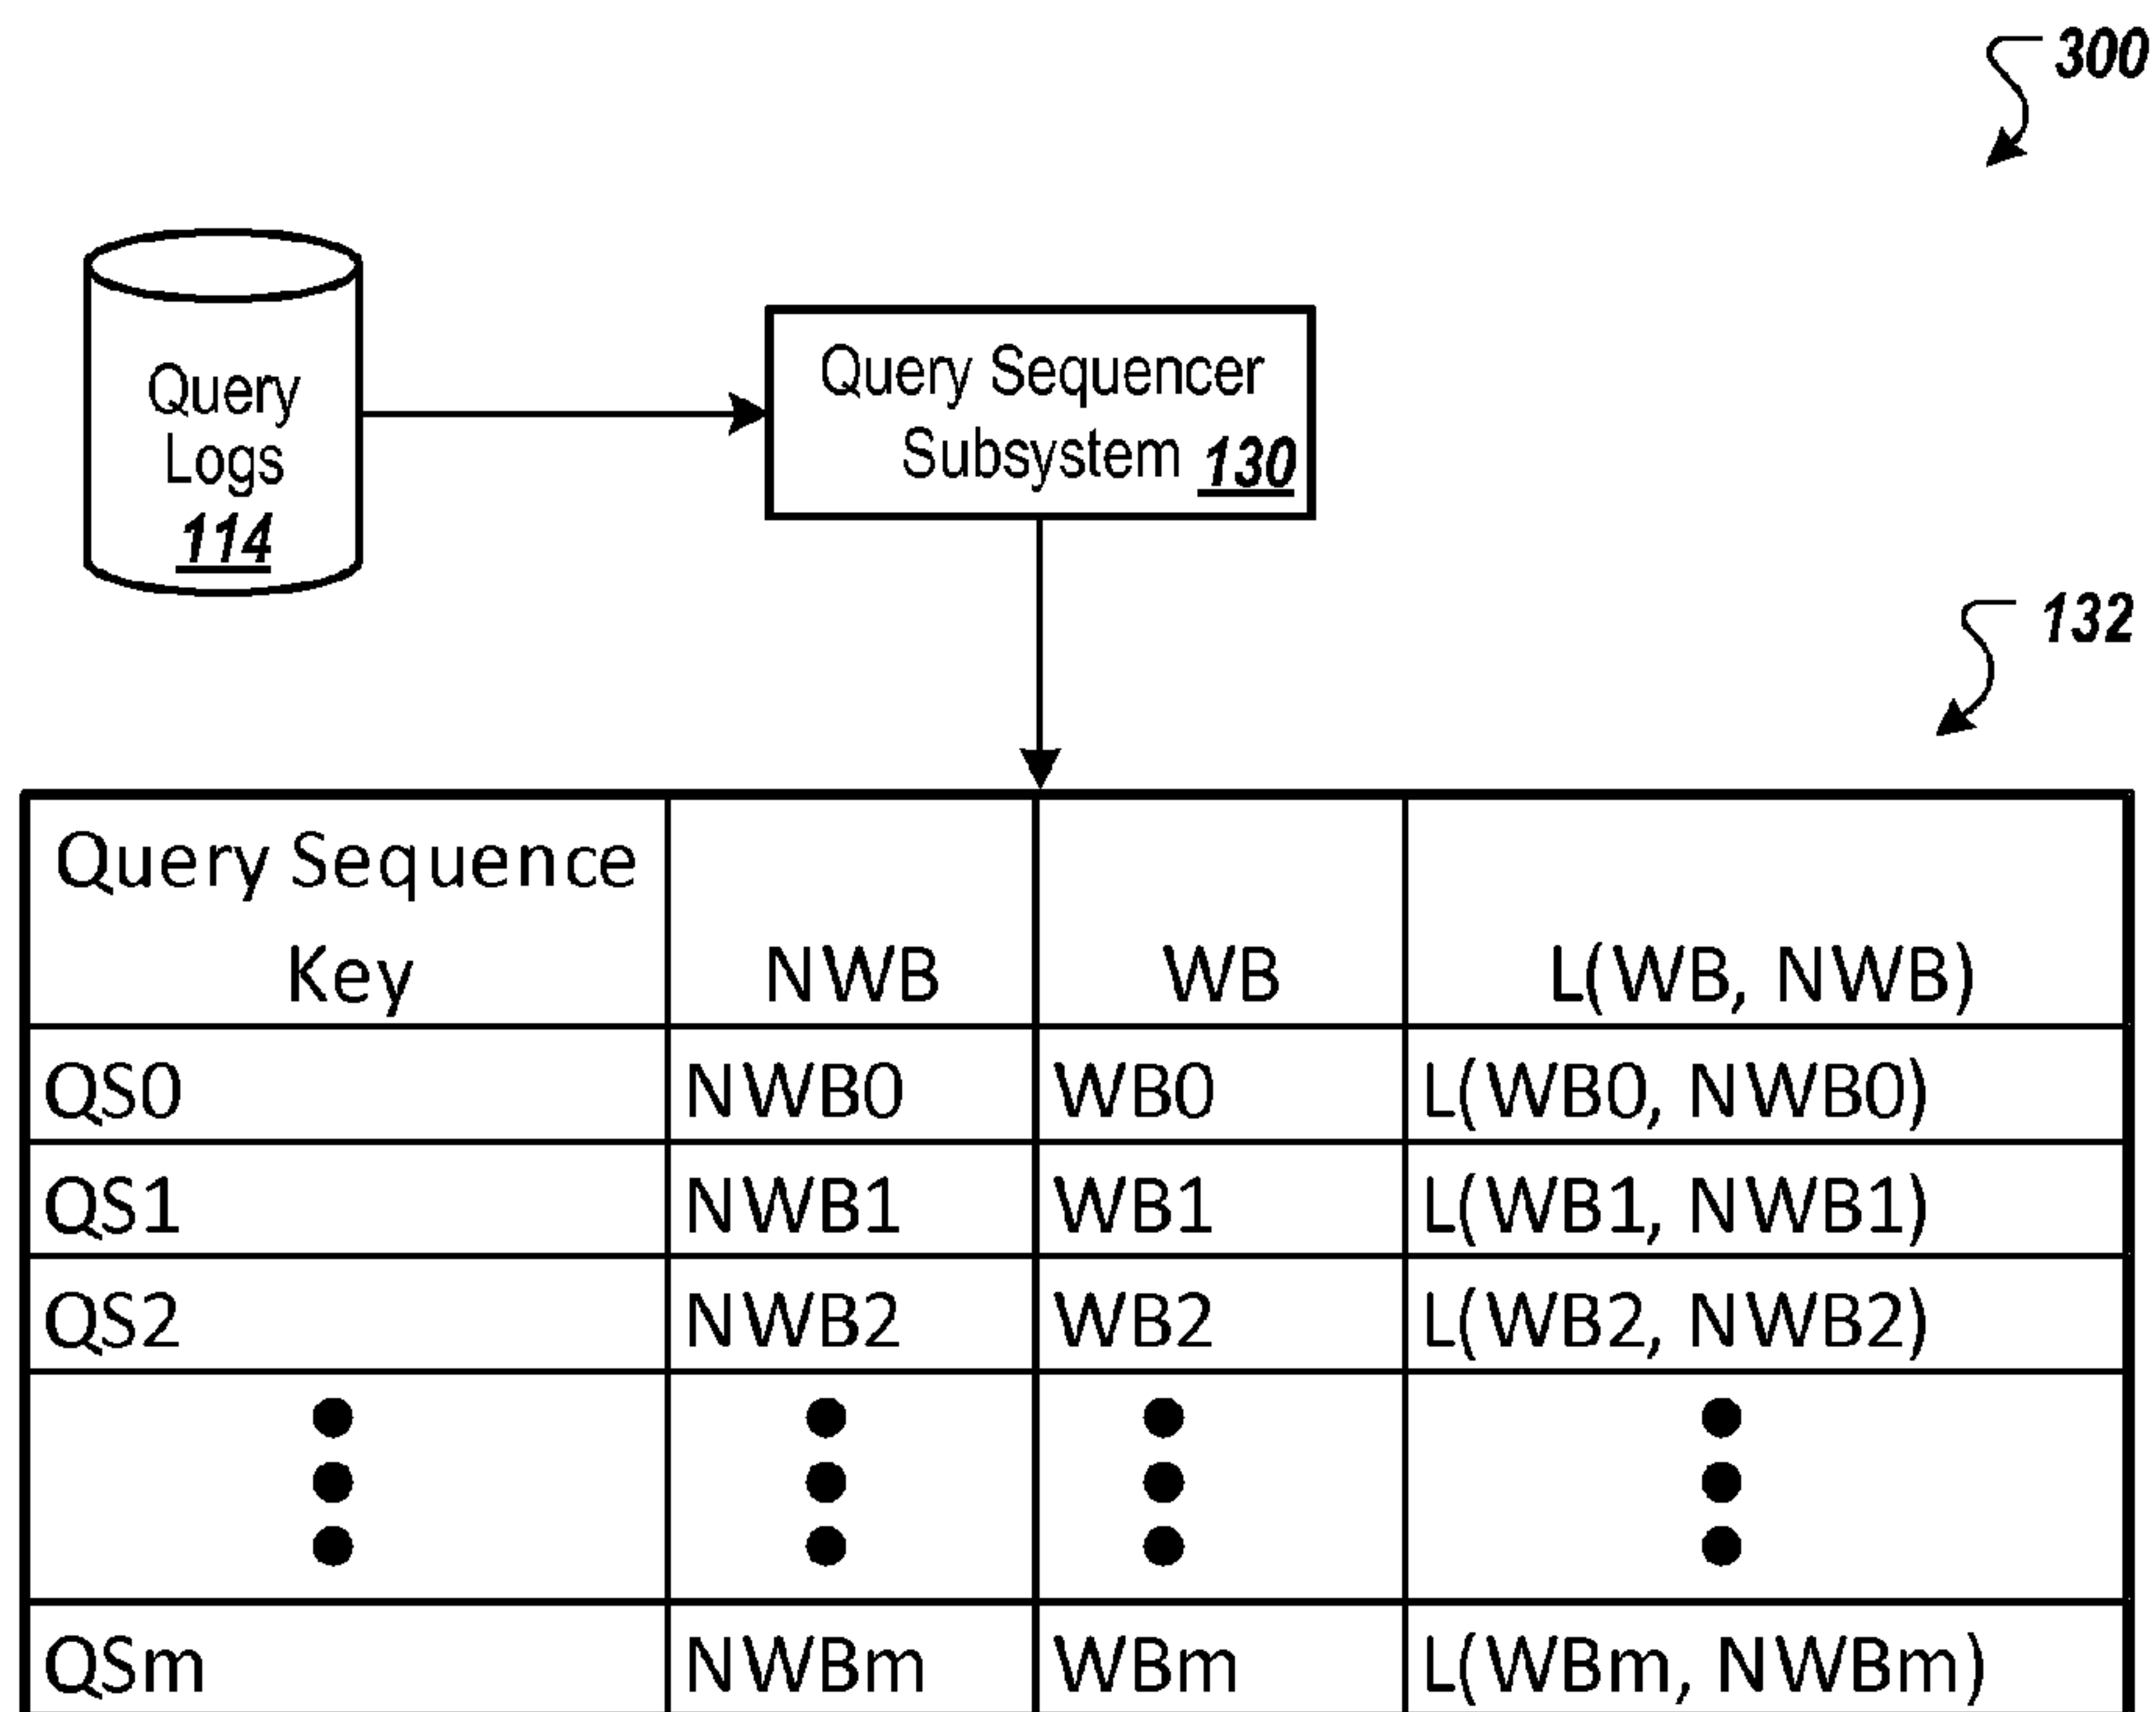 300
Query
Logs
114
Query Sequencer
Subsystem 130
132
Query Sequence
Key NWB WB L(WB, NWB)
QS0 NWB0 WB0 L(WB0, NWB0)
QS1 NWB1 WB1 L(WB1, NWB1)
QS2 NWB2 WB2 L(WB2, NWB2)
QSm NWBm WBm L(WBm, NWBm)